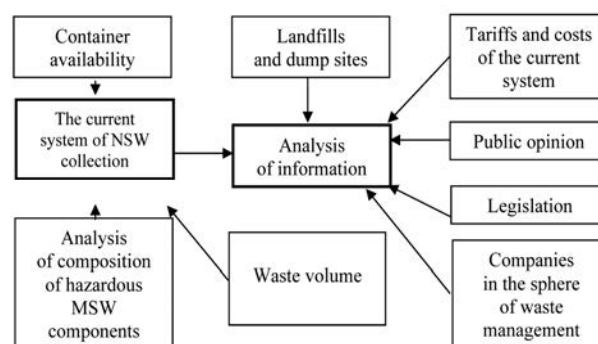 Container
availability
Landfills
and dump sites
Tariffs and costs
of the current
system
The current
system of NSW
collection
Analysis
of information
Public opinion
Legislation
Analysis
of composition
of hazardous
MSW
components
Waste volume
Companies
in the sphere
of waste
management